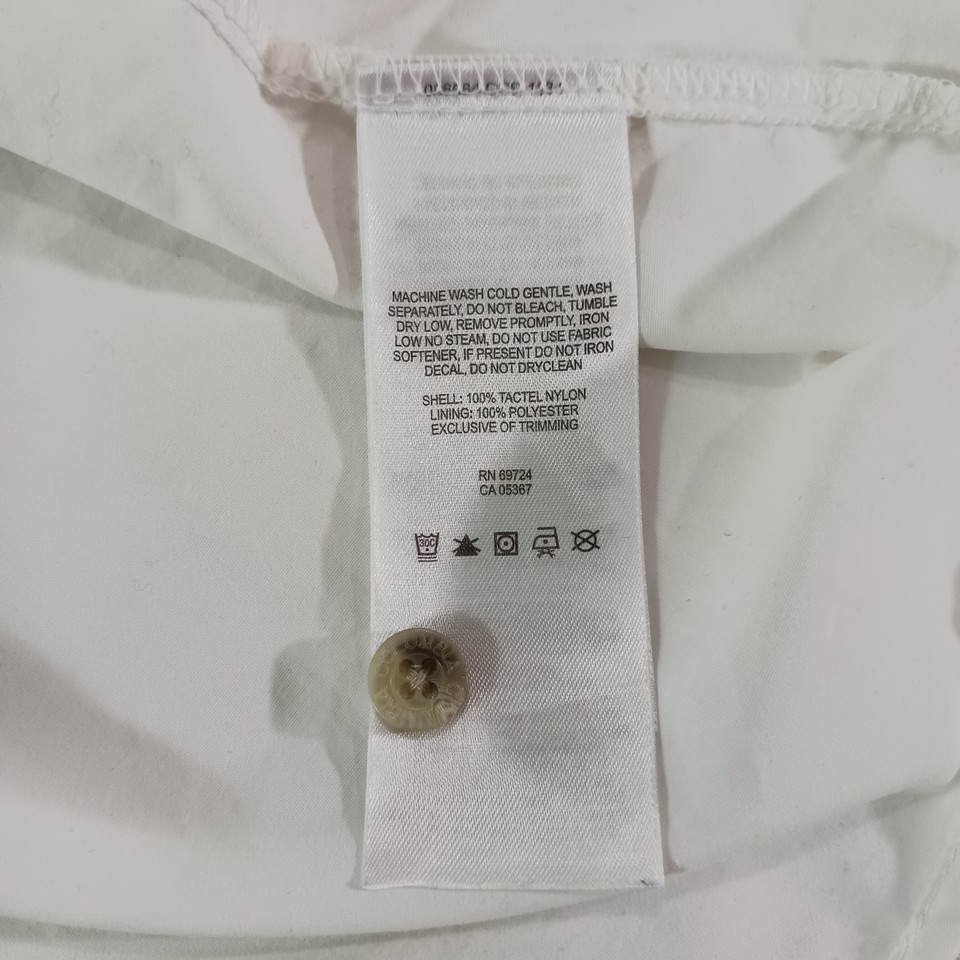 MACHINE WASH COLD GENTLE, WASH
SEPARATELY, DO NOT BLEACH, TUMBLE
DRY LOW, REMOVE PROMPTLY, IRON
LOW NO STEAM, DO NOT USE FABRIC
SOFTENER, IF PRESENT DO NOT IRON
DECAL, DO NOT DRYCLEAN
SHELL: 100% TACTEL NYLON
LINING: 100% POLYESTER
EXCLUSIVE OF TRIMMING
RN 69724
CA 05367
30C
COLUMBIA